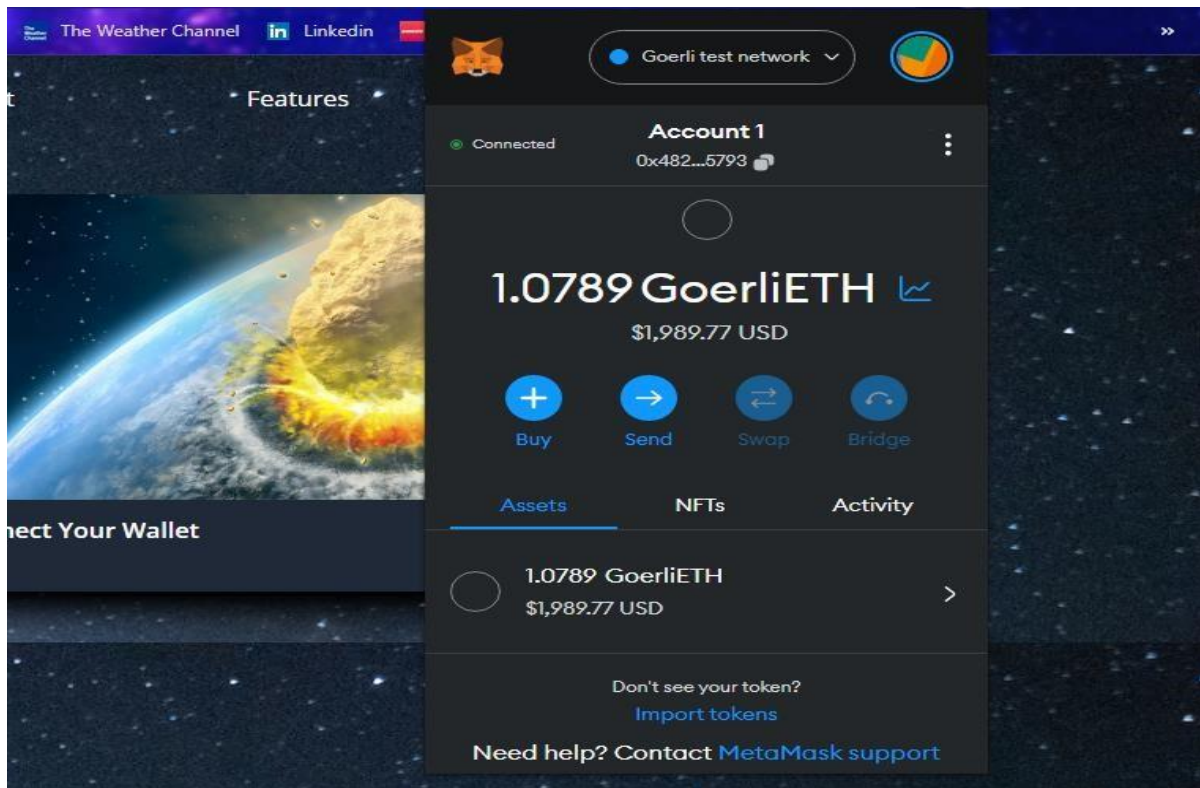 The Weather Channel
in Linkedin
»
t
Features
nect Your Wallet
Goerli test network
Connected
Account 1
0x482...5793
1.0789 GoerliETH
$1,989.77 USD
Buy Send Swap Bridge
Assets NFTs Activity
1.0789 GoerliETH
$1,989.77 USD
Don't see your token?
Import tokens
Need help? Contact MetaMask support